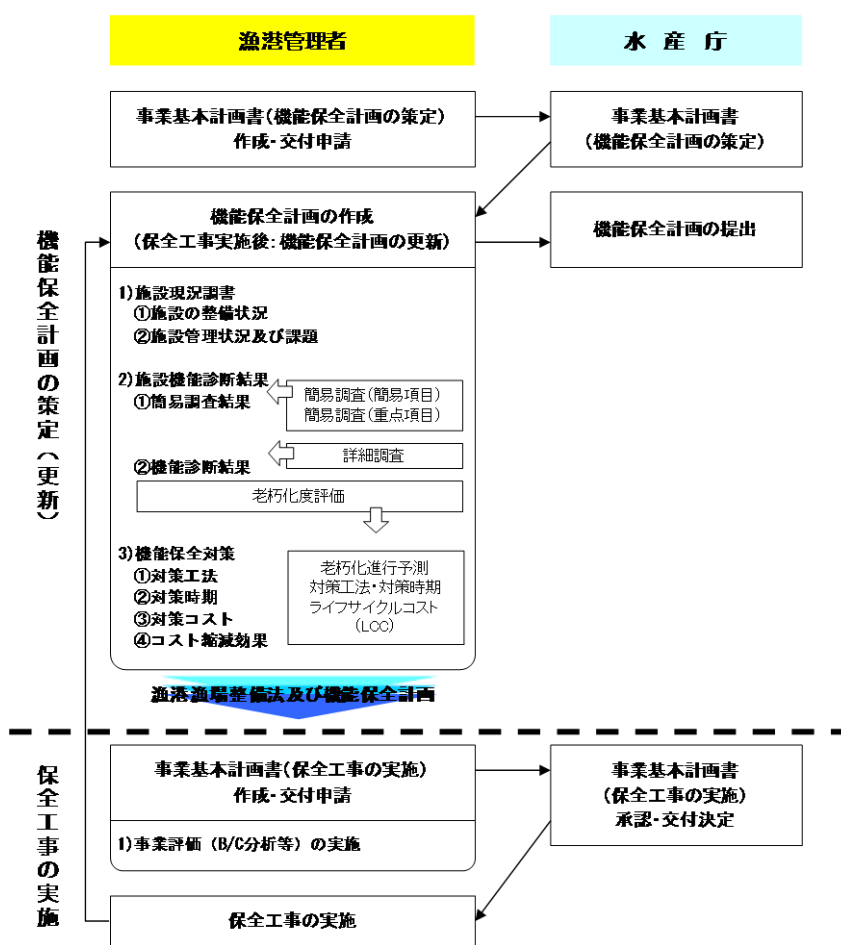 漁港管理者
水 産 庁
事業基本計画書(機能保全計画の策定)
作成・交付申請
事業基本計画書
(機能保全計画の策定)
機能保全計画の策定(更新)
機能保全計画の作成
(保全工事実施後:機能保全計画の更新)
機能保全計画の提出
1)施設現況調書
①施設の整備状況
②施設管理状況及び課題
2)施設機能診断結果
①簡易調査結果
簡易調査(簡易項目)
簡易調査(重点項目)
②機能診断結果
詳細調査
老朽化度評価
3)機能保全対策
①対策工法
②対策時期
③対策コスト
④コスト縮減効果
老朽化進行予測
対策工法・対策時期
ライフサイクルコスト
(LCC)
漁港漁場整備法及び機能保全計画
保全工事の実施
事業基本計画書(保全工事の実施)
作成・交付申請
事業基本計画書
(保全工事の実施)
承認・交付決定
1)事業評価(B/C分析等)の実施
保全工事の実施